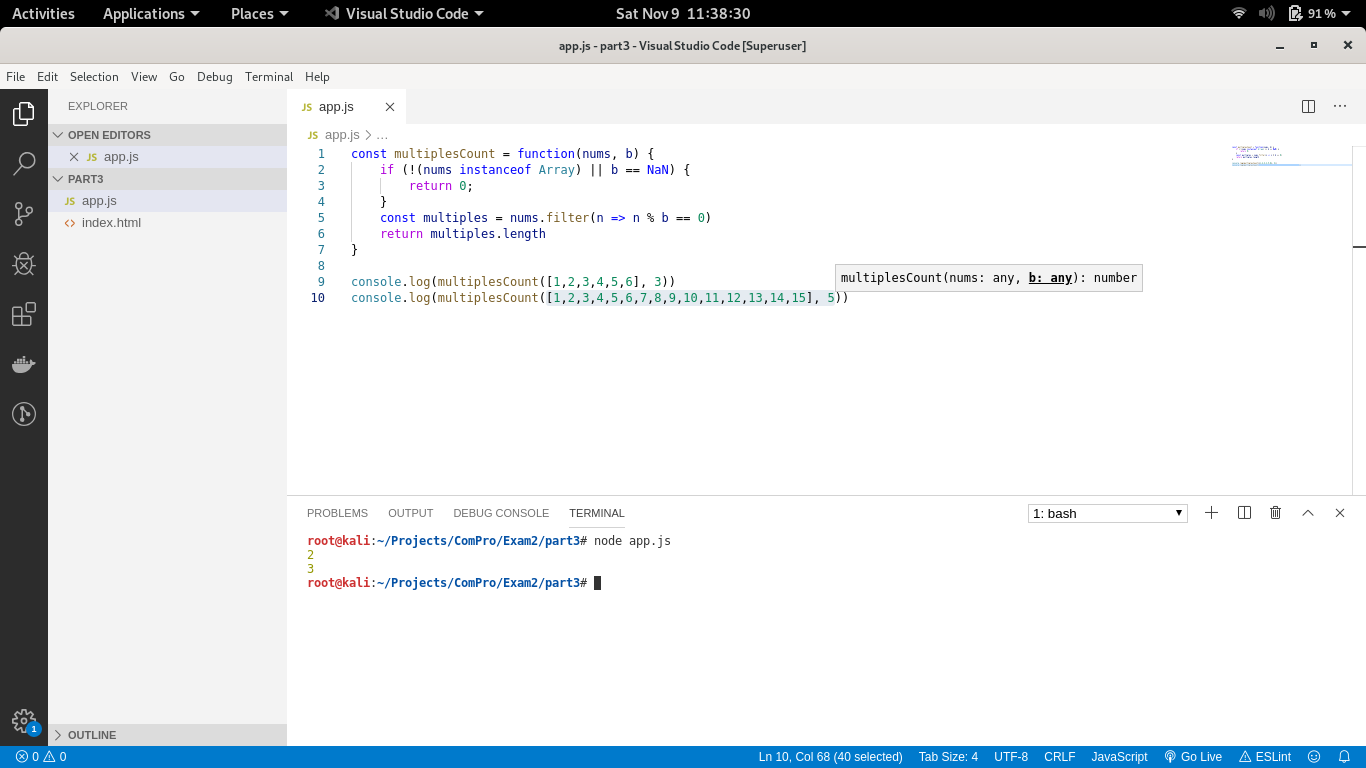 Activities Applications Places Visual Studio Code Sat Nov 9 11:38:30 91 %
app.js - part3 - Visual Studio Code [Superuser]
File Edit Selection View Go Debug Terminal Help
EXPLORER
OPEN EDITORS
JS app.js
PART3
JS app.js
<> index.html
OUTLINE
1
JS app.js
JS app.js > ...
1 const multiplesCount = function(nums, b) {
2     if (!(nums instanceof Array) || b == NaN) {
3         return 0;
4     }
5     const multiples = nums.filter(n => n % b == 0)
6     return multiples.length
7 }
8
9 console.log(multiplesCount([1,2,3,4,5,6], 3))
multiplesCount(nums: any, b: any): number
10 console.log(multiplesCount([1,2,3,4,5,6,7,8,9,10,11,12,13,14,15], 5))
PROBLEMS OUTPUT DEBUG CONSOLE TERMINAL 1: bash
root@kali:~/Projects/ComPro/Exam2/part3# node app.js
2
3
root@kali:~/Projects/ComPro/Exam2/part3#
0 0 Ln 10, Col 68 (40 selected) Tab Size: 4 UTF-8 CRLF JavaScript Go Live ESLint